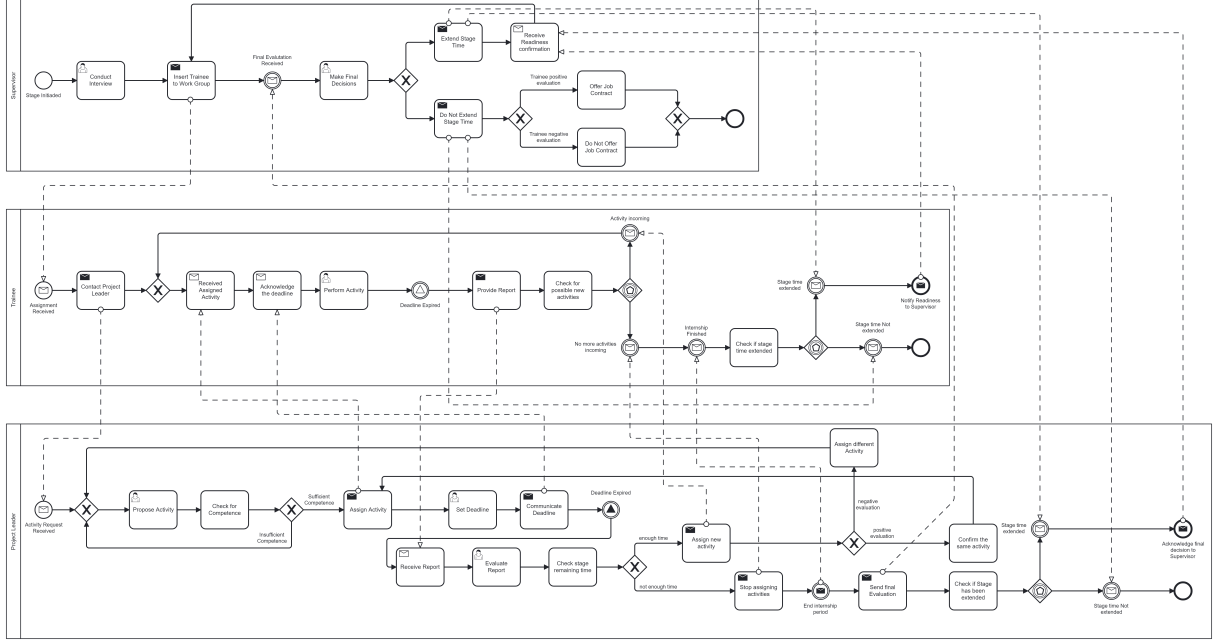 Supervisor
Stage Initiaded
Conduct
Interview
Insert Trainee
to Work Group
Final Evalutation
Received
Make Final
Decisions
Extend Stage
Time
Receive
Readiness
confirmation
Do Not Extend
Stage Time
Trainee positive
evaluation
Trainee negative
evaluation
Offer Job
Contract
Do Not Offer
Job Contract
Trainee
Assignment
Received
Contact Project
Leader
Received
Assigned
Activity
Acknowledge
the deadline
Perform Activity
Deadline Expired
Provide Report
Check for
possible new
activities
Activity Incoming
No more activities
incoming
Internship
Finished
Check if stage
time extended
Stage time
extended
Stage time Not
extended
Notify Readiness
to Supervisor
Project Leader
Activity Request
Received
Propose Activity
Check for
Competence
Sufficient
Competence
Insufficient
Competence
Assign Activity
Set Deadline
Communicate
Deadline
Deadline Expired
Receive Report
Evaluate
Report
Check stage
remaining time
enough time
not enough time
Assign new
activity
Stop assigning
activities
End internship
period
Assign different
Activity
negative
evaluation
positive
evaluation
Confirm the
same activity
Send final
Evaluation
Check if Stage
has been
extended
Stage time
extended
Stage time Not
extended
Acknowledge final
decision to
Supervisor